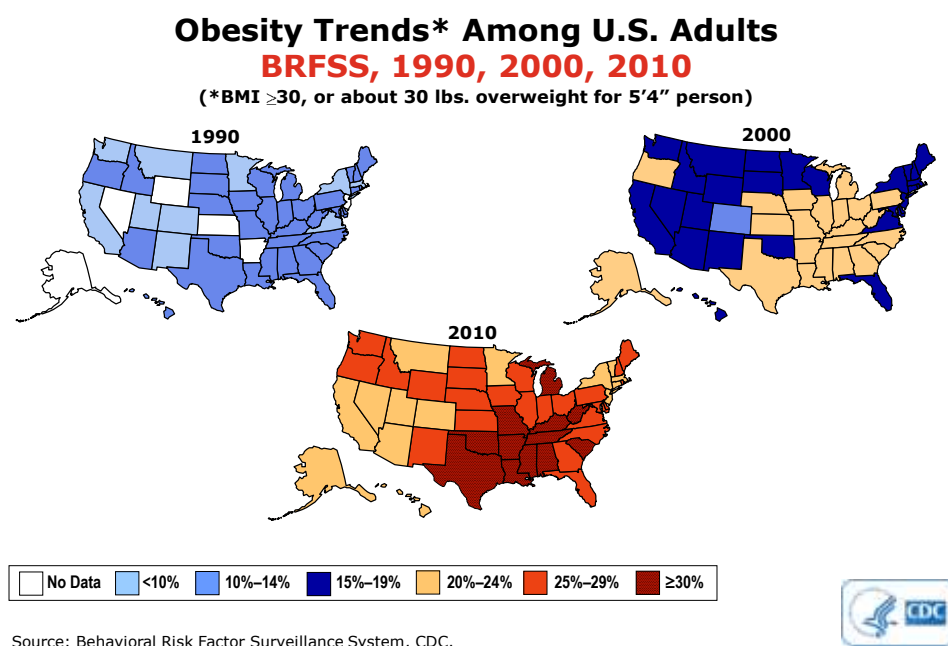 Obesity Trends* Among U.S. Adults
BRFSS, 1990, 2000, 2010
(*BMI ≥30, or about 30 lbs. overweight for 5’4” person)
1990
2000
2010
No Data <10% 10%–14% 15%–19% 20%–24% 25%–29% ≥30%
CDC
Source: Behavioral Risk Factor Surveillance System, CDC.